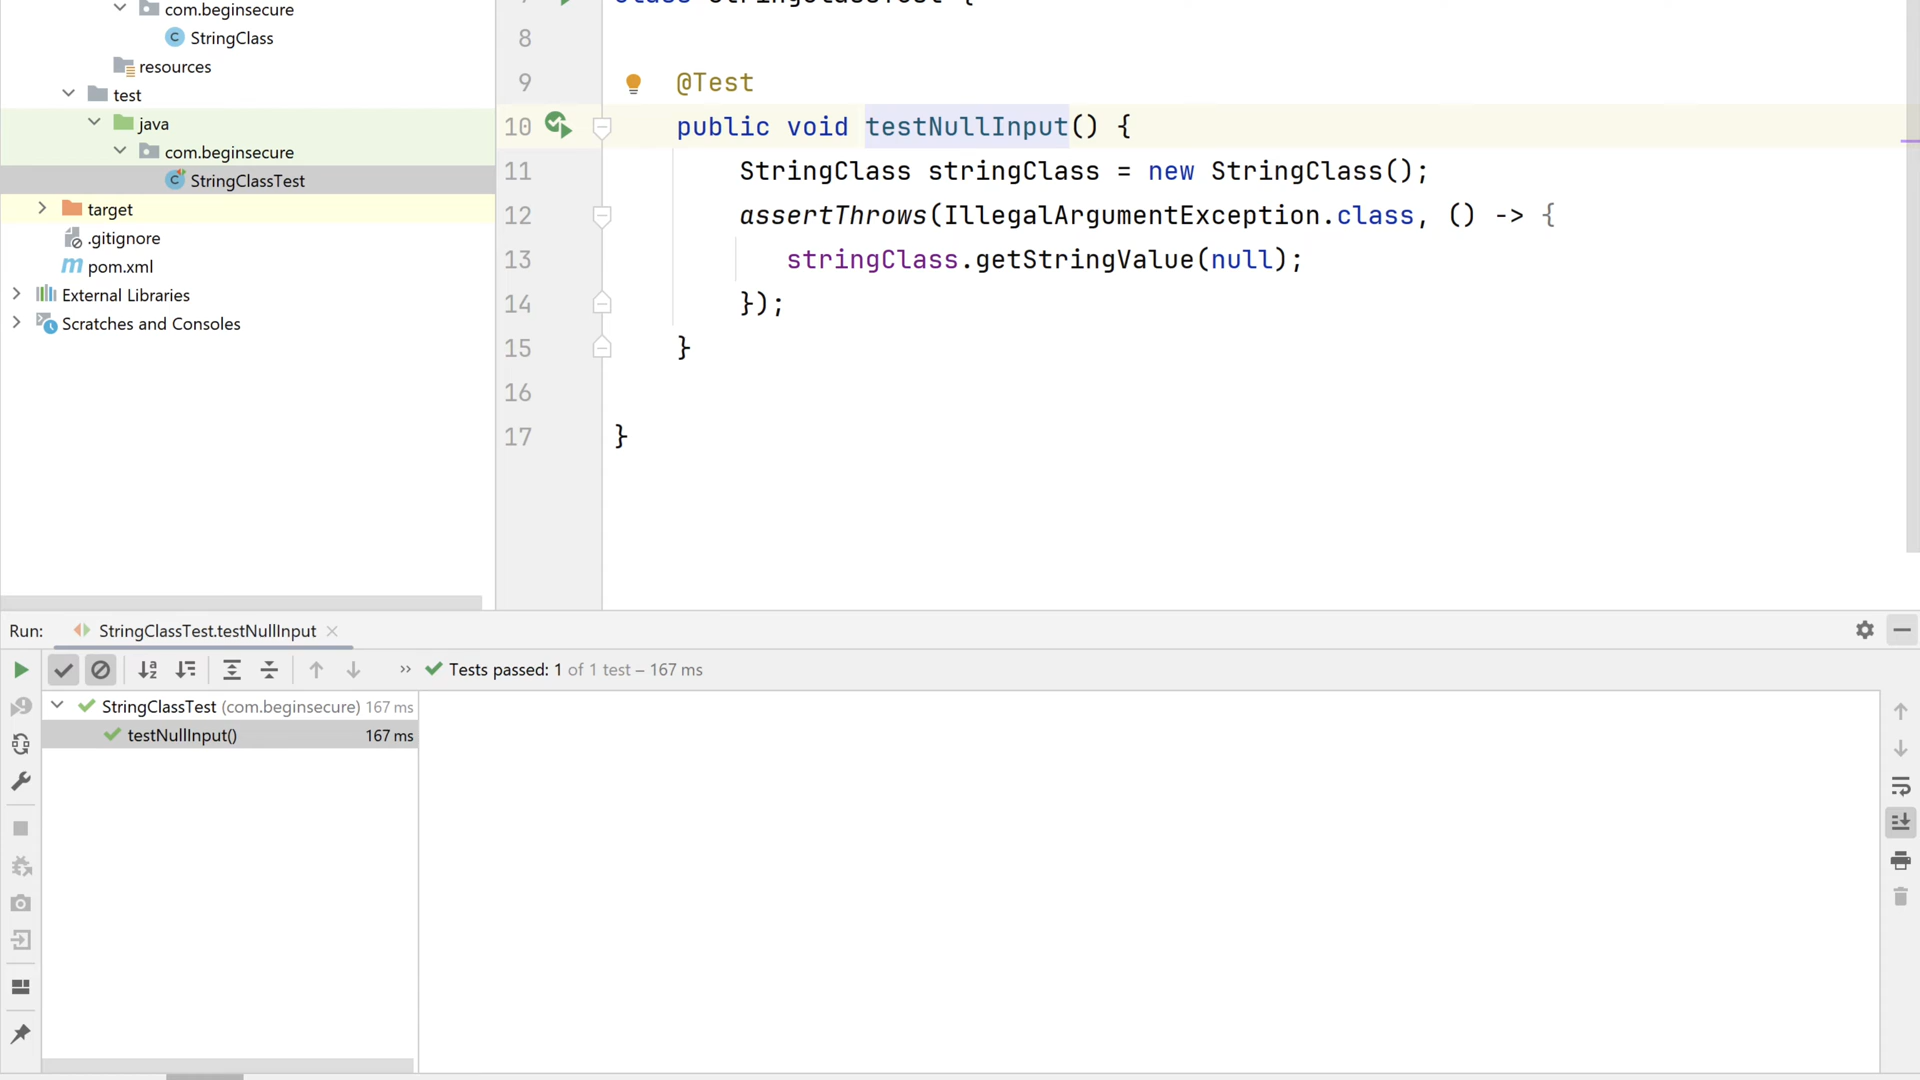 com.beginsecure
StringClass
resources
test
java
com.beginsecure
StringClassTest
target
.gitignore
pom.xml
External Libraries
Scratches and Consoles
8
9 @Test
10 public void testNullInput() {
11 StringClass stringClass = new StringClass();
12 assertThrows(IllegalArgumentException.class, () -> {
13 stringClass.getStringValue(null);
14 });
15 }
16
17 }
Run: StringClassTest.testNullInput
Tests passed: 1 of 1 test – 167 ms
StringClassTest (com.beginsecure) 167 ms
testNullInput() 167 ms